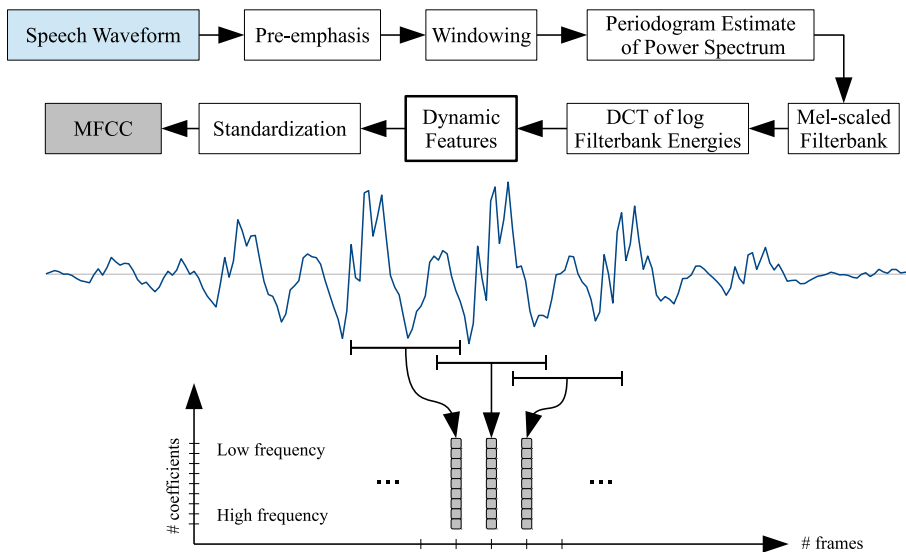 Speech Waveform
Pre-emphasis
Windowing
Periodogram Estimate
of Power Spectrum
MFCC
Standardization
Dynamic
Features
DCT of log
Filterbank Energies
Mel-scaled
Filterbank
# coefficients
Low frequency
...
...
High frequency
# frames